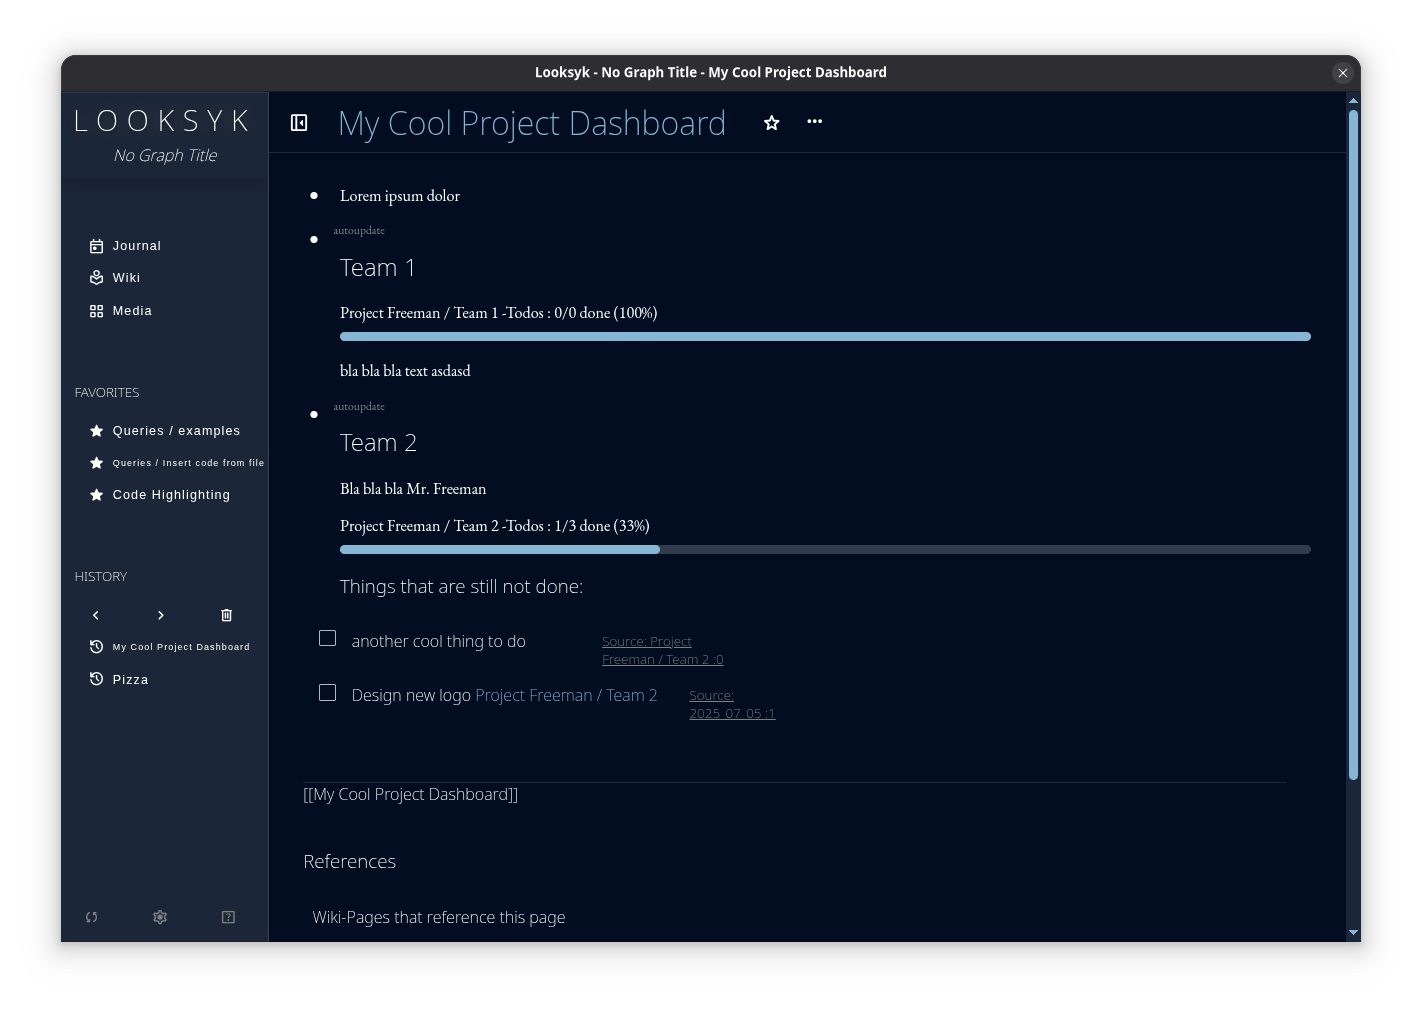 Looksyk - No Graph Title - My Cool Project Dashboard
LOOKSYK
No Graph Title
Journal
Wiki
Media
FAVORITES
Queries / examples
Queries / Insert code from file
Code Highlighting
HISTORY
My Cool Project Dashboard
Pizza
My Cool Project Dashboard
Lorem ipsum dolor
autoupdate
Team 1
Project Freeman / Team 1 -Todos : 0/0 done (100%)
bla bla bla text asdasd
autoupdate
Team 2
Bla bla bla Mr. Freeman
Project Freeman / Team 2 -Todos : 1/3 done (33%)
Things that are still not done:
another cool thing to do
Source: Project
Freeman / Team 2 :0
Design new logo Project Freeman / Team 2
Source:
2025_07_05 :1
[[My Cool Project Dashboard]]
References
Wiki-Pages that reference this page